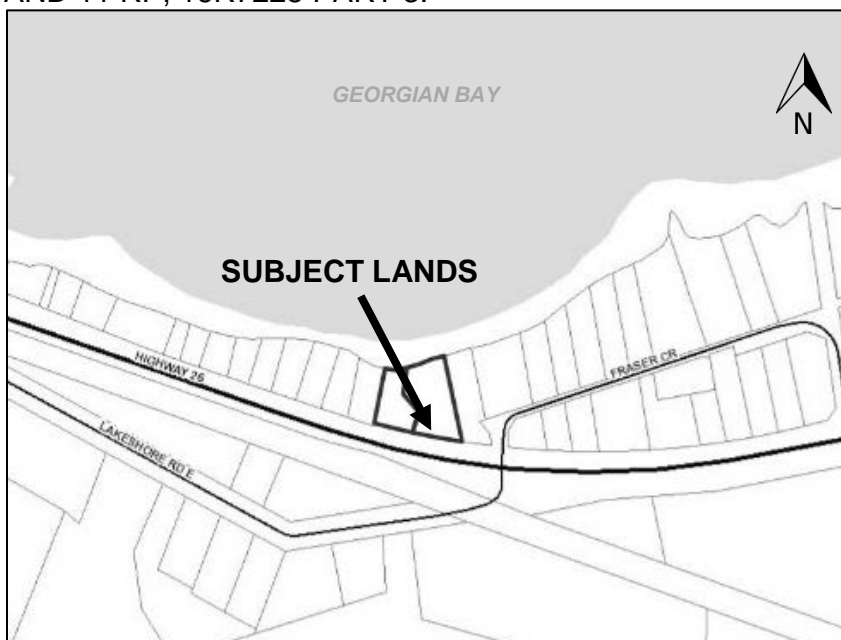 GEORGIAN BAY
N
SUBJECT LANDS
HIGHWAY 26
FRASER CR
LAKESHORE RD E